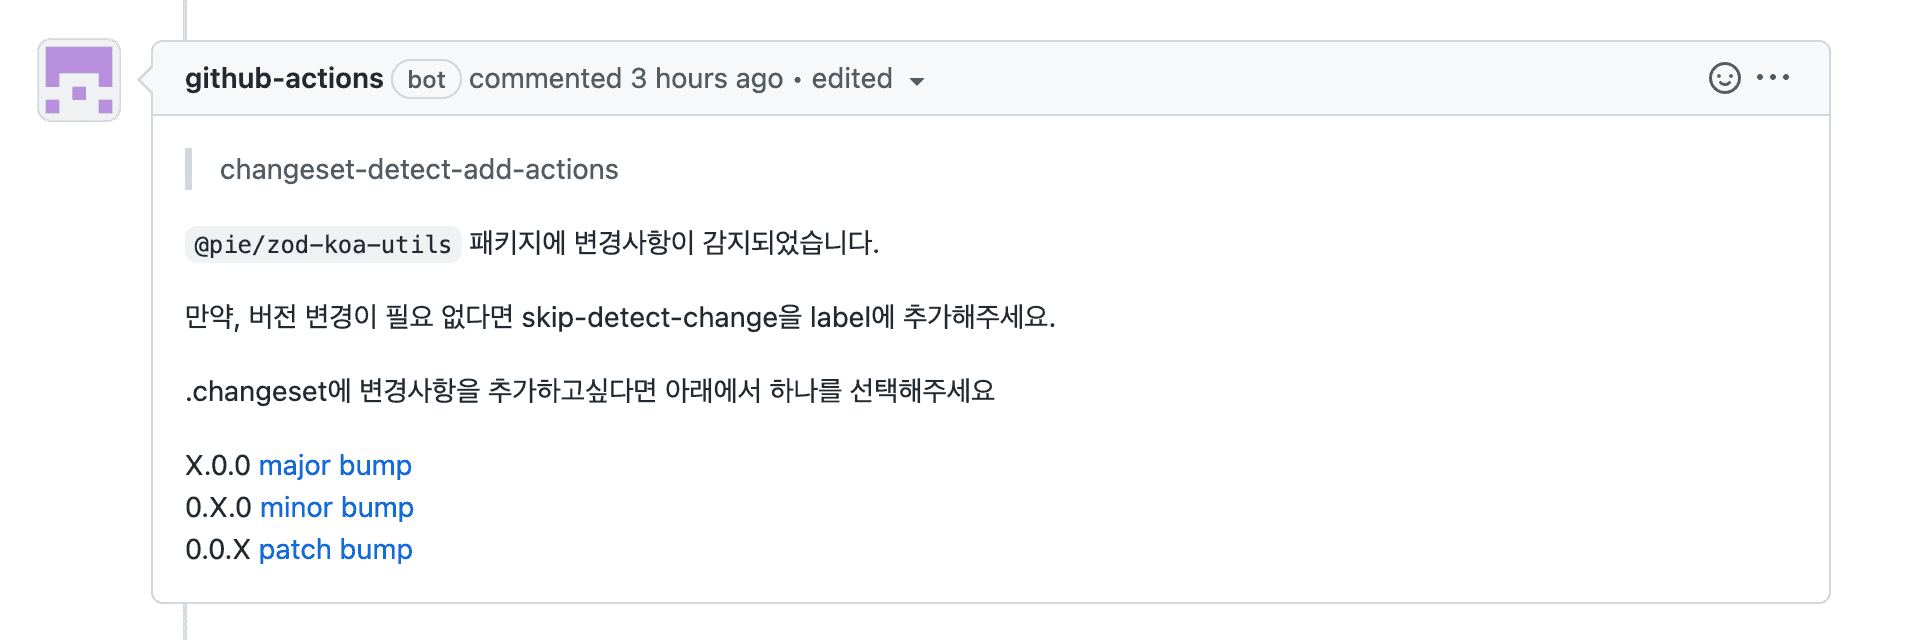 github-actions bot commented 3 hours ago • edited
changeset-detect-add-actions
@pie/zod-koa-utils 패키지에 변경사항이 감지되었습니다.
만약, 버전 변경이 필요 없다면 skip-detect-change을 label에 추가해주세요.
.changeset에 변경사항을 추가하고싶다면 아래에서 하나를 선택해주세요
X.0.0 major bump
0.X.0 minor bump
0.0.X patch bump